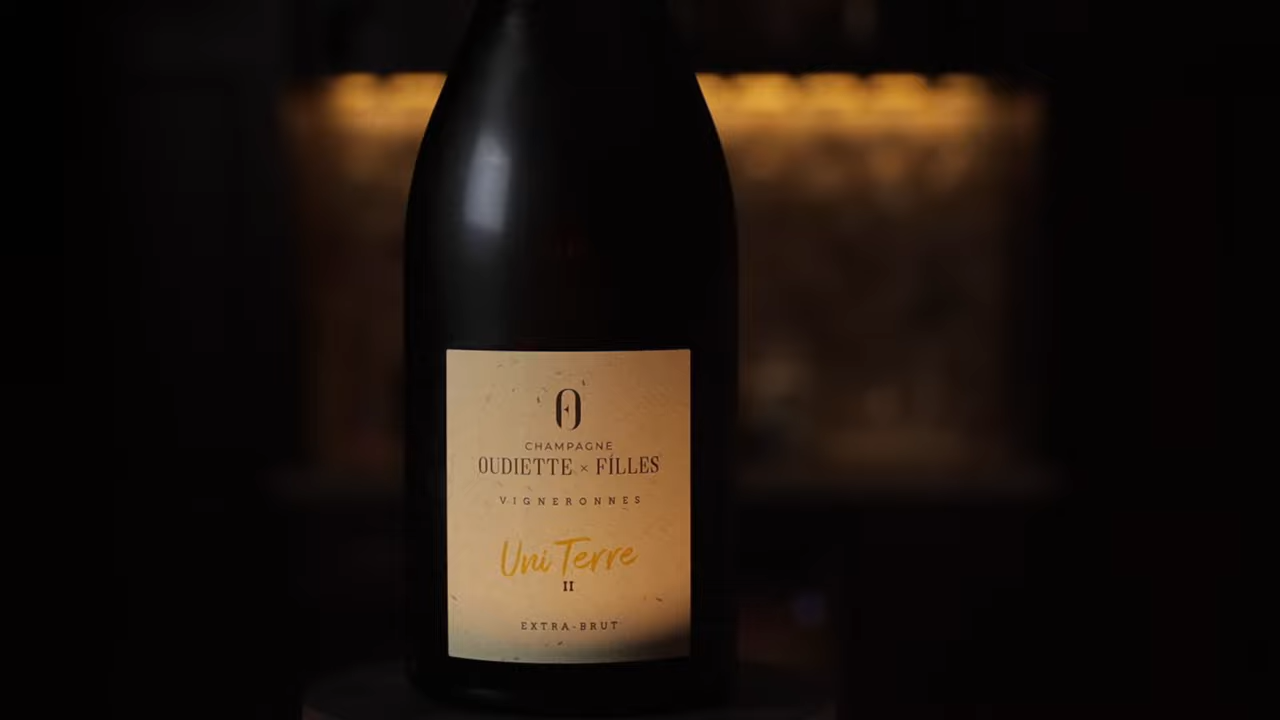 CHAMPAGNE
OUDIETTE × FILLES
VIGNERONNES
Uni Terre
II
EXTRA-BRUT